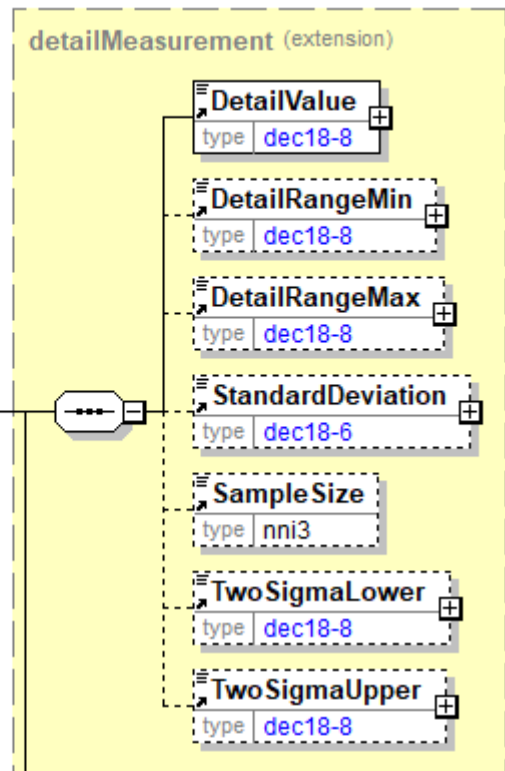 detailMeasurement (extension)
DetailValue
type dec18-8
DetailRangeMin
type dec18-8
DetailRangeMax
type dec18-8
StandardDeviation
type dec18-6
SampleSize
type nni3
TwoSigmaLower
type dec18-8
TwoSigmaUpper
type dec18-8